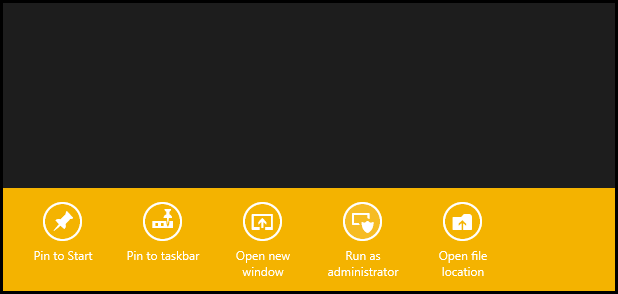 Pin to Start
Pin to taskbar
Open new
window
Run as
administrator
Open file
location